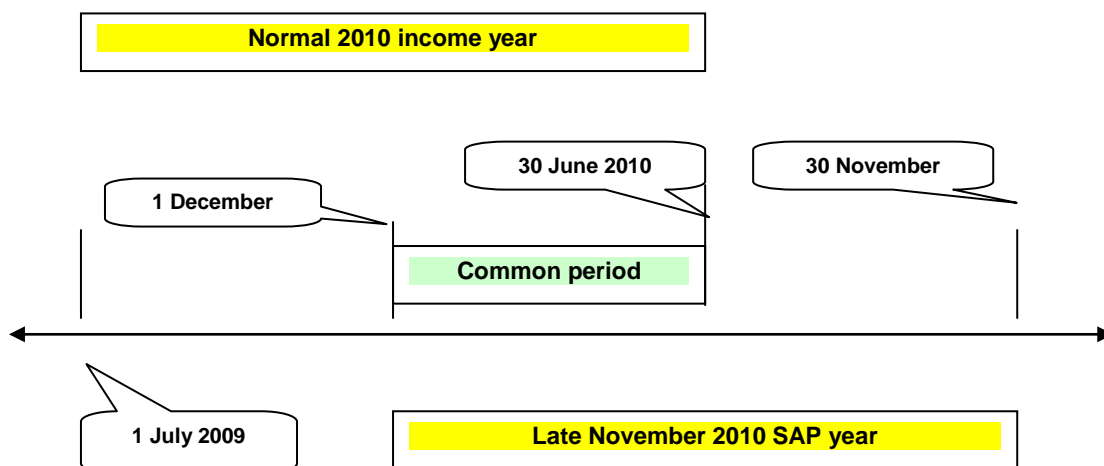 Normal 2010 income year
30 June 2010
30 November
1 December
Common period
1 July 2009
Late November 2010 SAP year